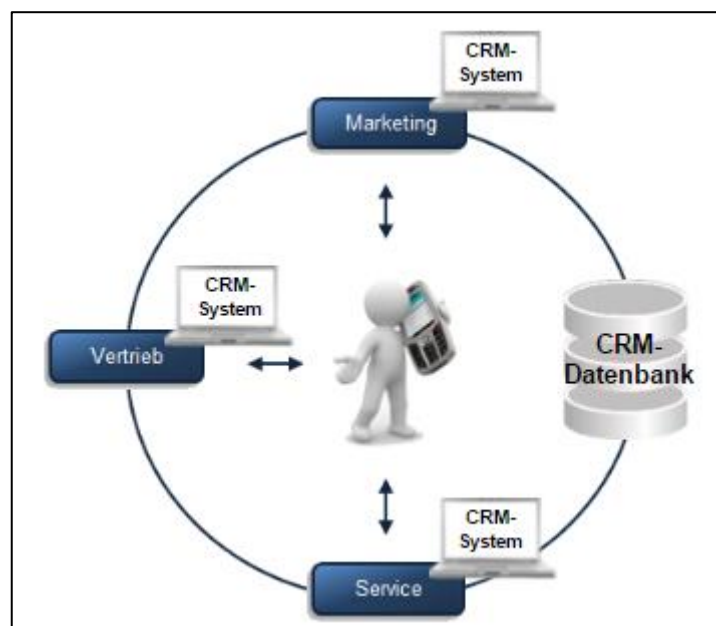 CRM-
System
Marketing
CRM-
System
Vertrieb
CRM-
Datenbank
CRM-
System
Service